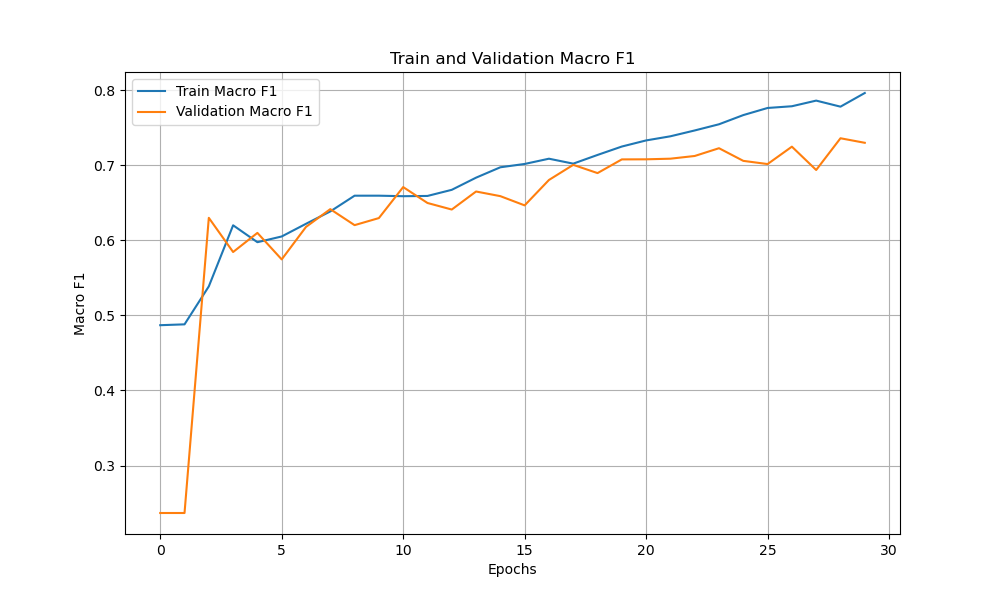 Train and Validation Macro F1
Train Macro F1
Validation Macro F1
Macro F1
0.8
0.7
0.6
0.5
0.4
0.3
0 5 10 15 20 25 30
Epochs